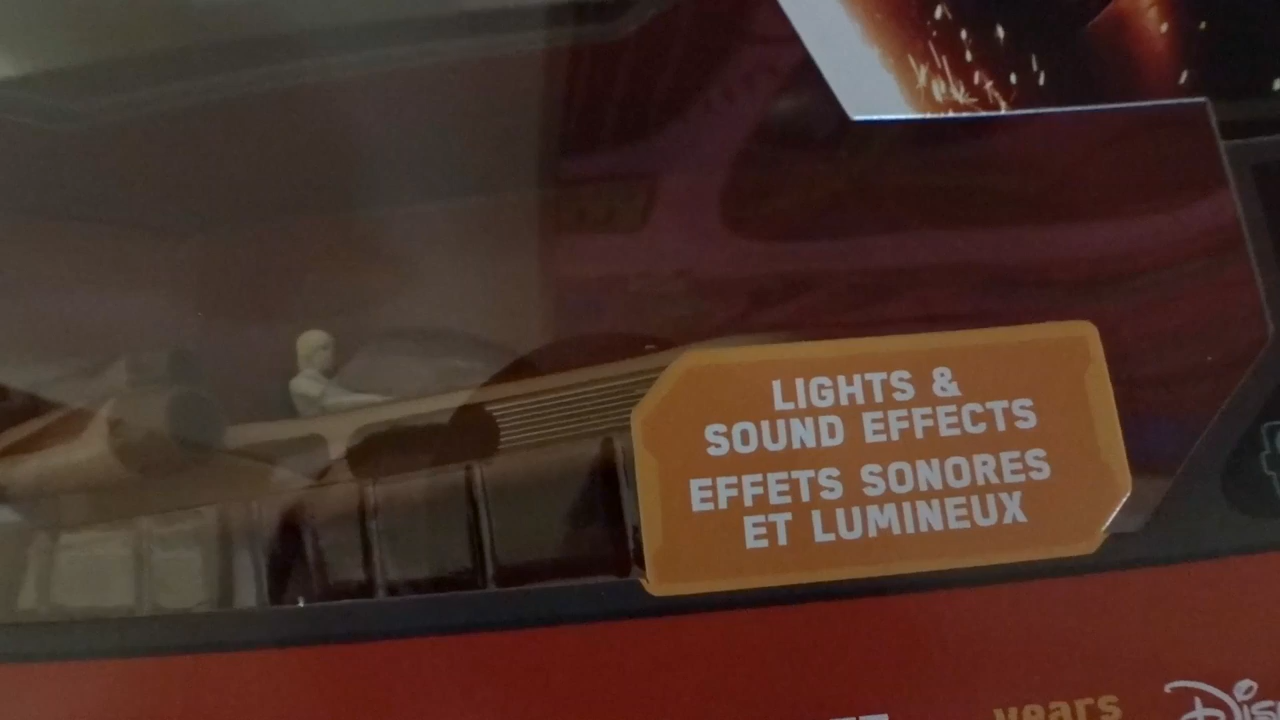 LIGHTS &
SOUND EFFECTS
EFFETS SONORES
ET LUMINEUX
years